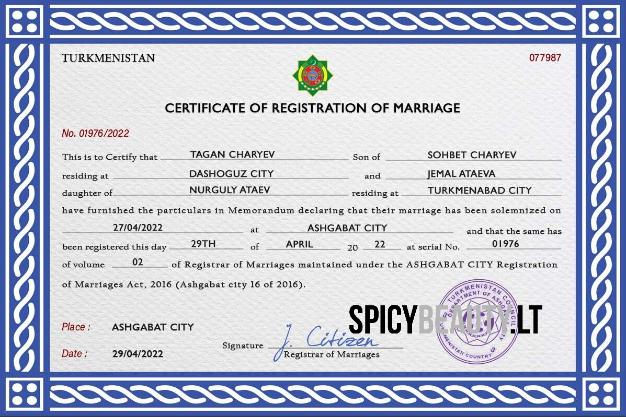 TURKMENISTAN 077987
CERTIFICATE OF REGISTRATION OF MARRIAGE
No. 01976/2022
This is to Certify that TAGAN CHARYEV Son of SOHBET CHARYEV
residing at DASHOGUZ CITY and JEMAL ATAEVA
daughter of NURGULY ATAEV residing at TURKMENABAD CITY
have furnished the particulars in Memorandum declaring that their marriage has been solemnized on
27/04/2022 at ASHGABAT CITY and that the same has
been registered this day 29TH of APRIL 20 22 at serial No. 01976
of volume 02 of Registrar of Marriages maintained under the ASHGABAT CITY Registration
of Marriages Act, 2016 (Ashgabat city 16 of 2016).
SPICYBEAUTY.LT
Place : ASHGABAT CITY
Signature J. Citizen
Date : 29/04/2022
Registrar of Marriages
TURKMENISTAN COUNCIL